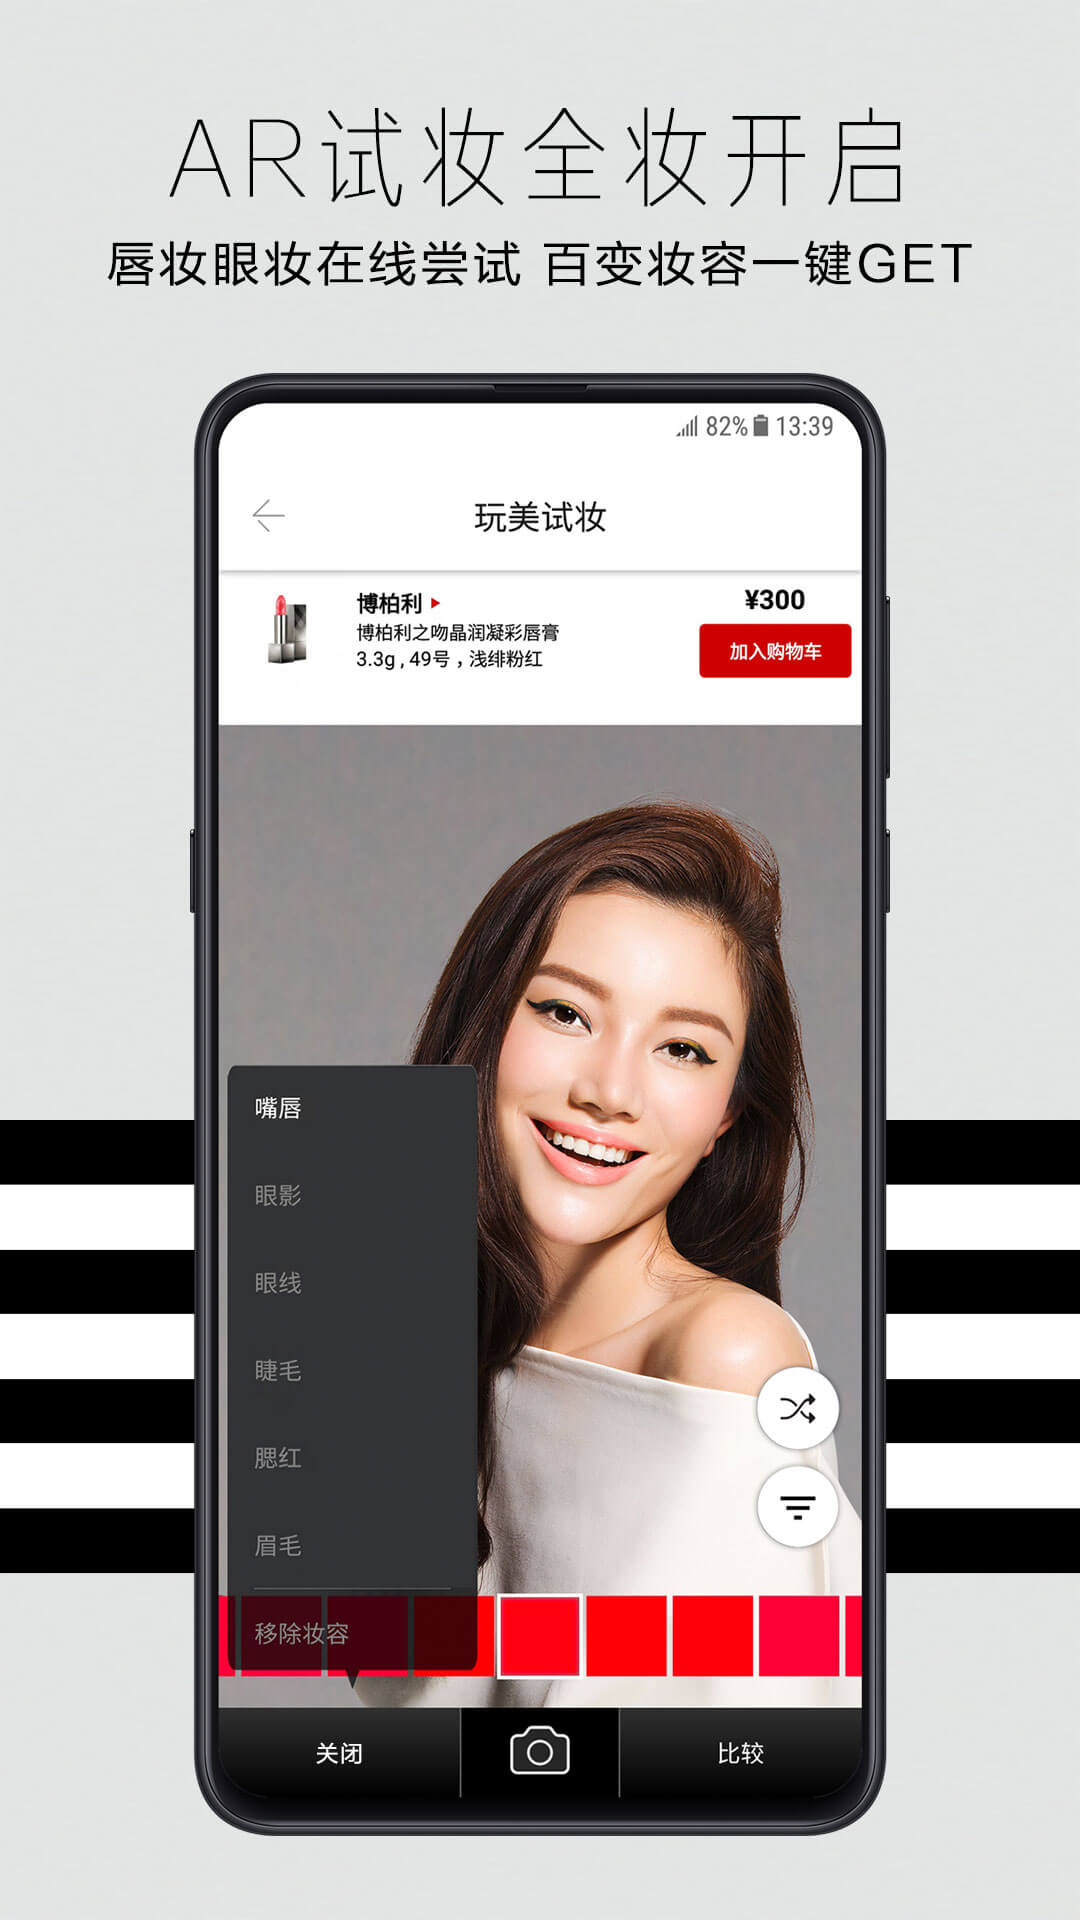 AR试妆全妆开启
唇妆眼妆在线尝试 百变妆容一键GET
82% 13:39
玩美试妆
博柏利
¥300
博柏利之吻晶润凝彩唇膏
3.3g , 49号 , 浅绯粉红
加入购物车
嘴唇
眼影
眼线
睫毛
腮红
眉毛
移除妆容
关闭
比较